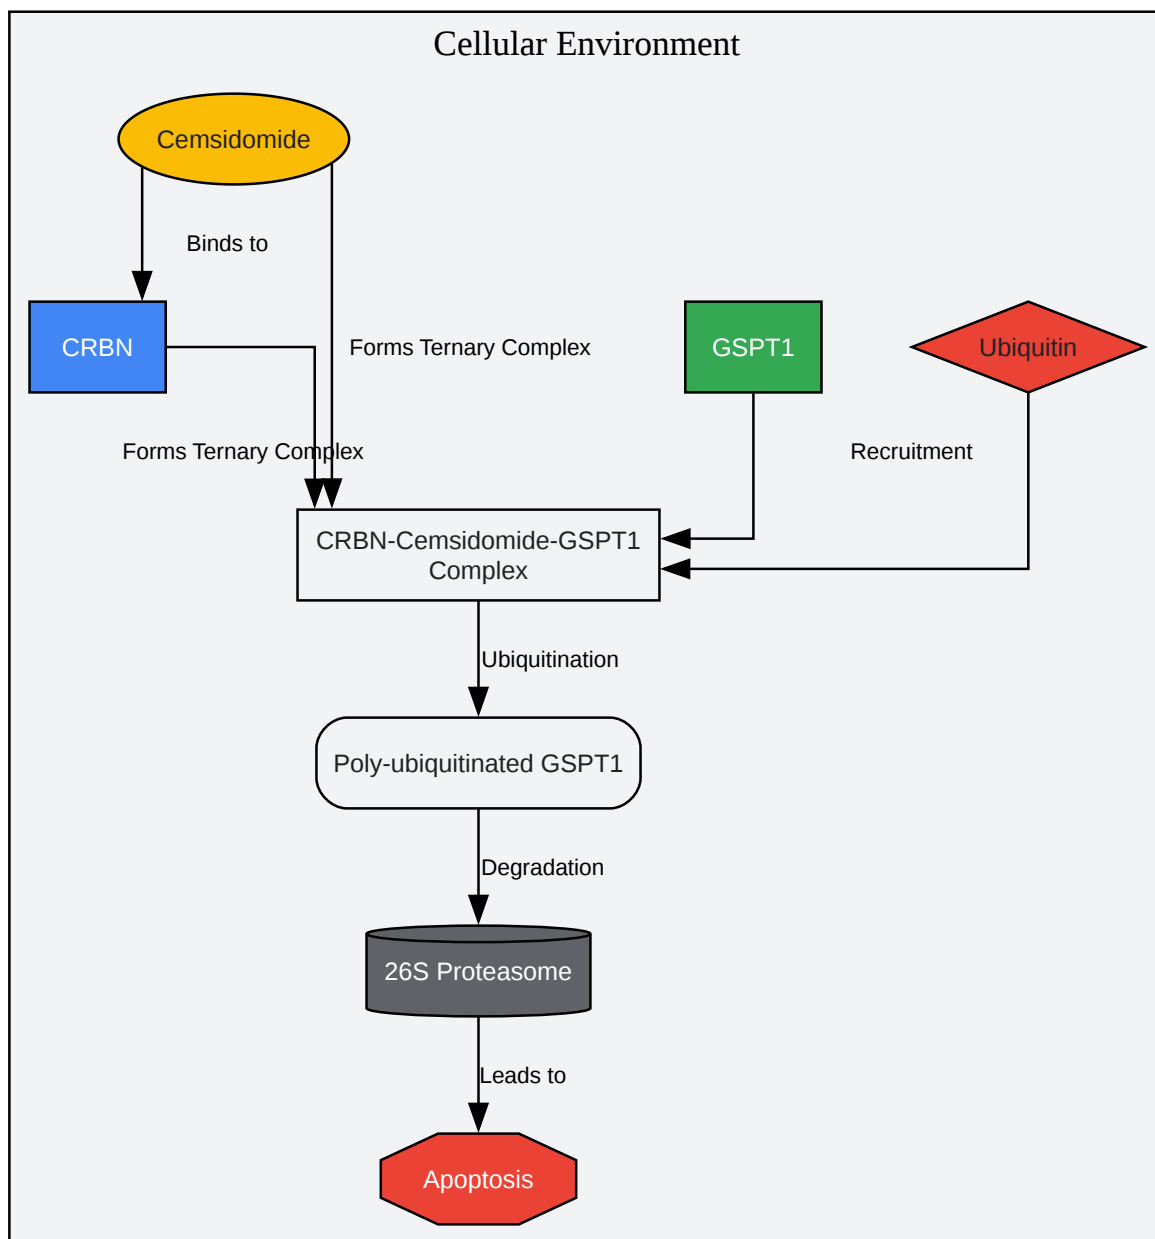 Cellular Environment
Cemsidomide
Binds to
CRBN
Forms Ternary Complex
GSPT1
Ubiquitin
Forms Ternary Complex
Recruitment
CRBN-Cemsidomide-GSPT1
Complex
Ubiquitination
Poly-ubiquitinated GSPT1
Degradation
26S Proteasome
Leads to
Apoptosis